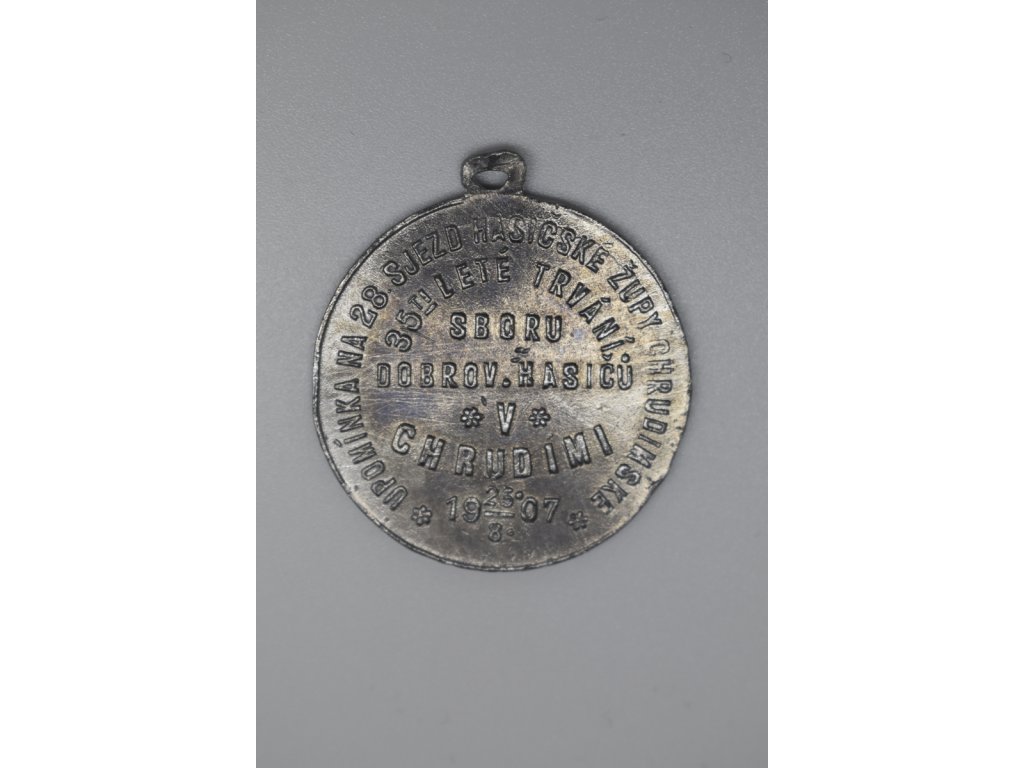 UPOMÍNKA NA 28. SJEZD HASIČSKÉ ŽUPY CHRUDIMSKÉ
35TI LETÉ TRVÁNÍ
SBORU
DOBROV. HASIČŮ
V
CHRUDIMI
19 25. 07
8.